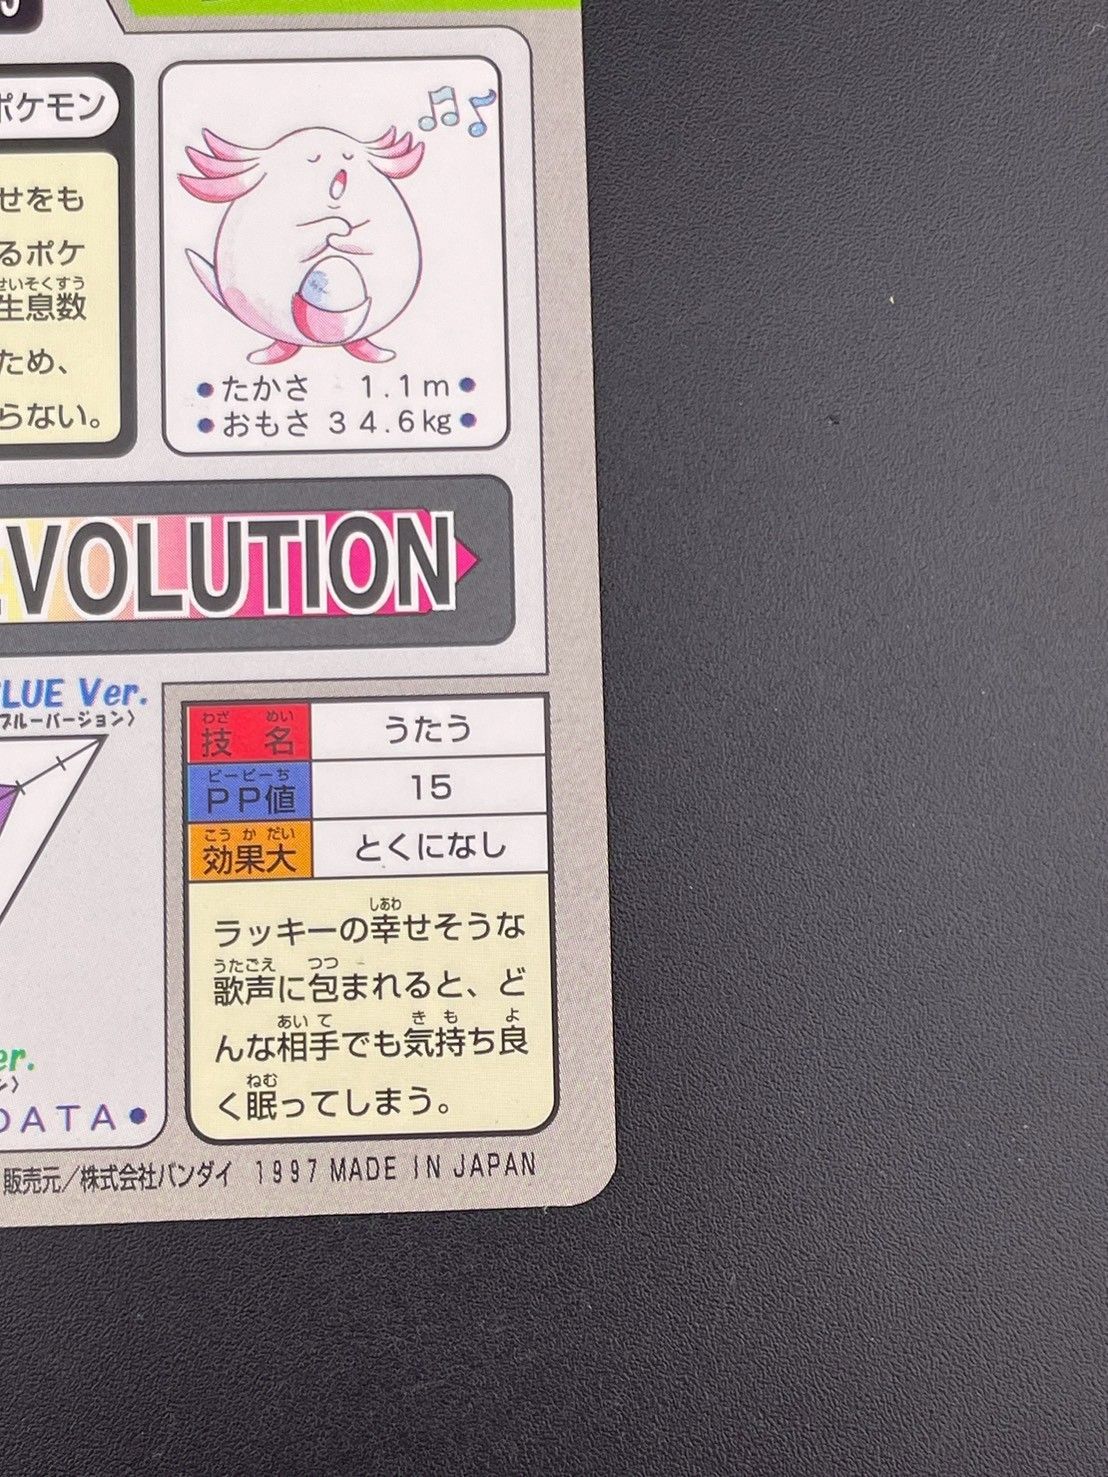 ポケモン
せをも
るポケ
せいそくすう
生息数
ため、
らない。
●たかさ 1.1m●
●おもさ 34.6kg●
EVOLUTION
BLUE Ver.
ブルーバージョン〉
わざ めい
技名 うたう
ピーピーち
PP値 15
こうかだい
効果大 とくになし
しあわ
ラッキーの幸せそうな
うたごえ つつ
歌声に包まれると、ど
あいて きも よ
んな相手でも気持ち良
ねむ
く眠ってしまう。
er.
DATA●
販売元/株式会社バンダイ 1997 MADE IN JAPAN